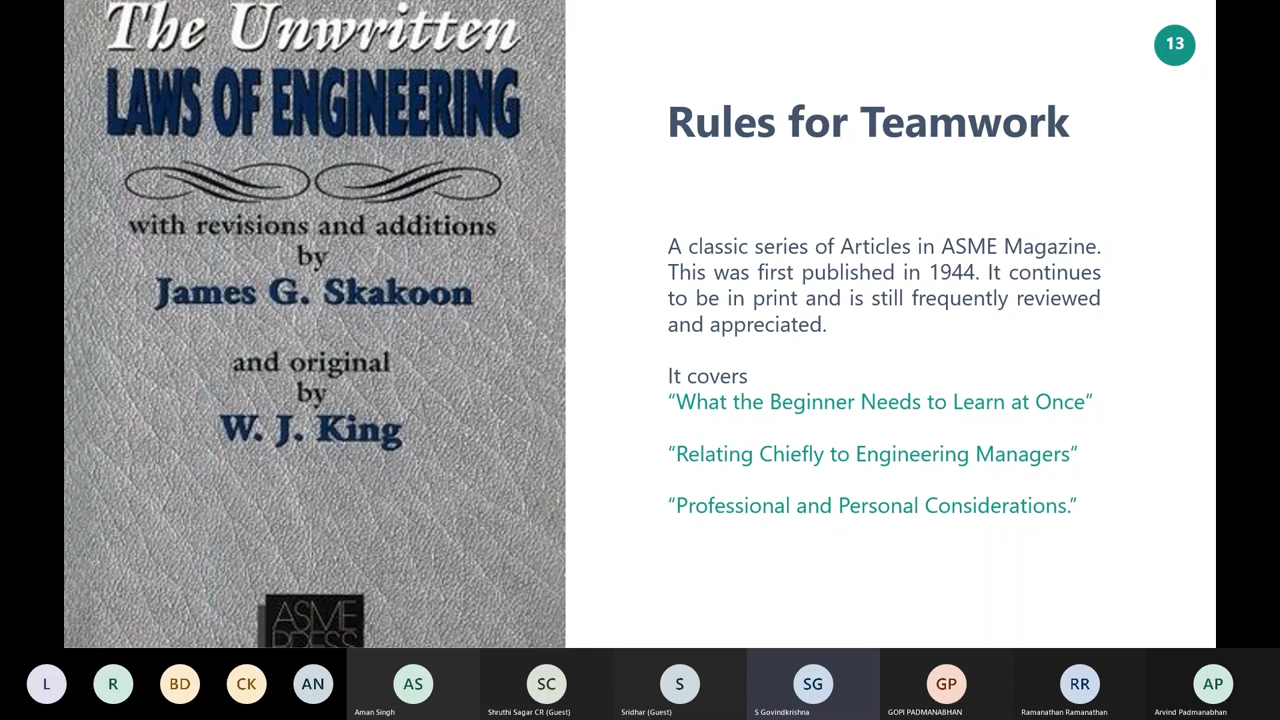 The Unwritten
LAWS OF ENGINEERING
with revisions and additions
by
James G. Skakoon
and original
by
W. J. King
ASME
PRESS
13
Rules for Teamwork
A classic series of Articles in ASME Magazine.
This was first published in 1944. It continues
to be in print and is still frequently reviewed
and appreciated.
It covers
“What the Beginner Needs to Learn at Once”
“Relating Chiefly to Engineering Managers”
“Professional and Personal Considerations.”
L R BD CK AN AS SC S SG GP RR AP
Aman Singh Shruthi Sagar CR (Guest) Sridhar (Guest) S Govindkrishna GOPI PADMANABHAN Ramanathan Ramanathan Arvind Padmanabhan